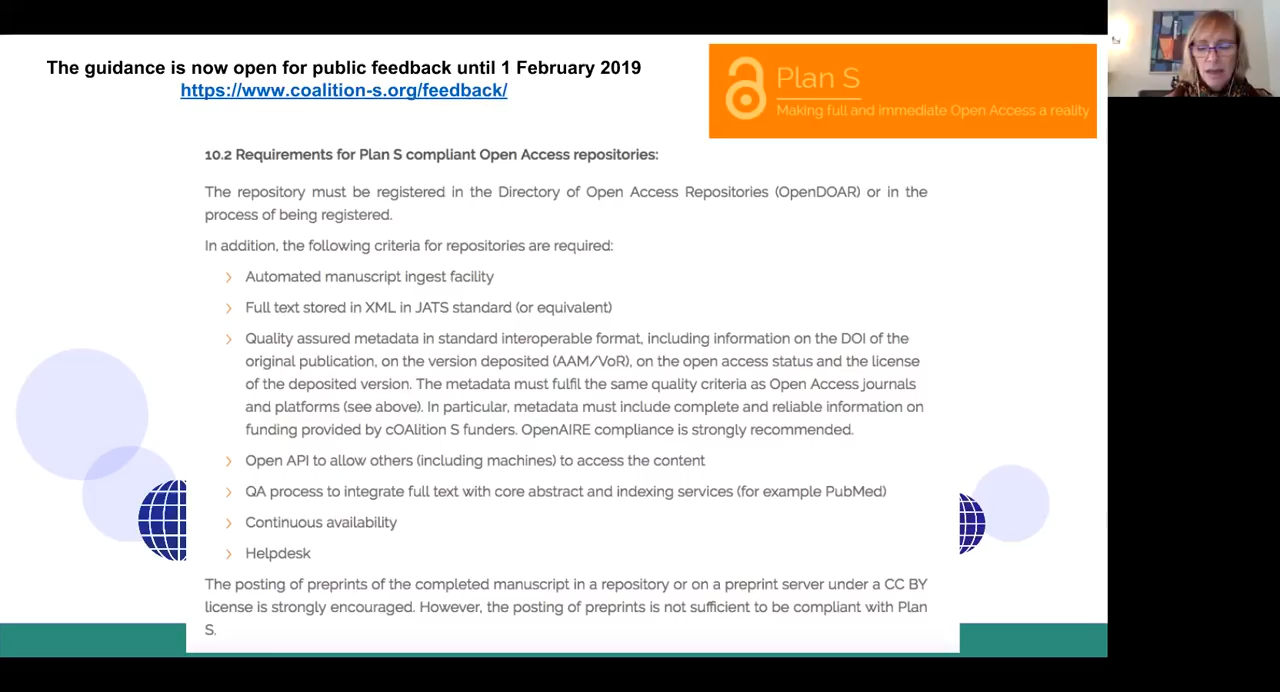 The guidance is now open for public feedback until 1 February 2019
https://www.coalition-s.org/feedback/
Plan S
Making full and immediate Open Access a reality
10.2 Requirements for Plan S compliant Open Access repositories:
The repository must be registered in the Directory of Open Access Repositories (OpenDOAR) or in the
process of being registered.
In addition, the following criteria for repositories are required:
Automated manuscript ingest facility
Full text stored in XML in JATS standard (or equivalent)
Quality assured metadata in standard interoperable format, including information on the DOI of the
original publication, on the version deposited (AAM/VoR), on the open access status and the license
of the deposited version. The metadata must fulfil the same quality criteria as Open Access journals
and platforms (see above). In particular, metadata must include complete and reliable information on
funding provided by cOAlition S funders. OpenAIRE compliance is strongly recommended.
Open API to allow others (including machines) to access the content
QA process to integrate full text with core abstract and indexing services (for example PubMed)
Continuous availability
Helpdesk
The posting of preprints of the completed manuscript in a repository or on a preprint server under a CC BY
license is strongly encouraged. However, the posting of preprints is not sufficient to be compliant with Plan
S.